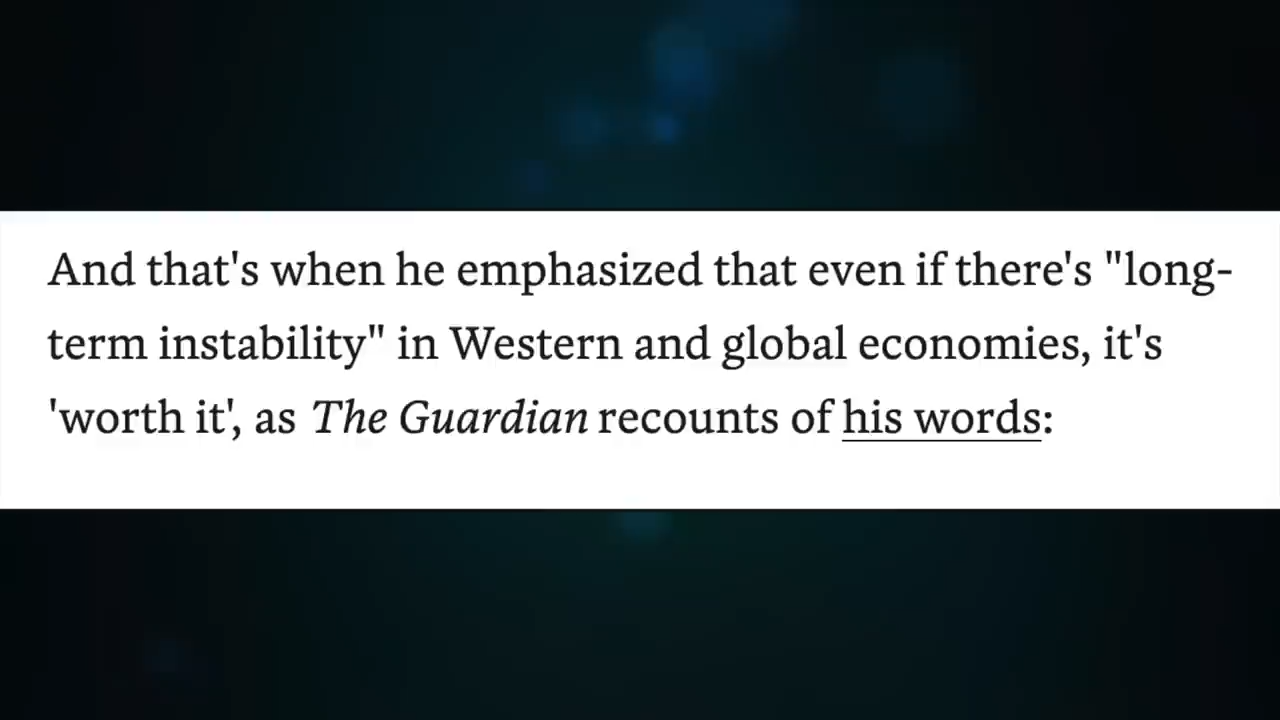 And that's when he emphasized that even if there's "long-
term instability" in Western and global economies, it's
'worth it', as The Guardian recounts of his words: